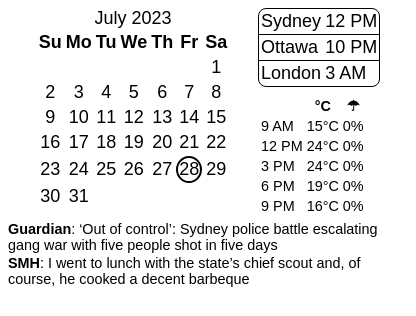 July 2023
Su Mo Tu We Th Fr Sa
1
2 3 4 5 6 7 8
9 10 11 12 13 14 15
16 17 18 19 20 21 22
23 24 25 26 27 28 29
30 31
Sydney 12 PM
Ottawa 10 PM
London 3 AM
°C ☂
9 AM 15°C 0%
12 PM 24°C 0%
3 PM 24°C 0%
6 PM 19°C 0%
9 PM 16°C 0%
Guardian: ‘Out of control’: Sydney police battle escalating
gang war with five people shot in five days
SMH: I went to lunch with the state’s chief scout and, of
course, he cooked a decent barbeque